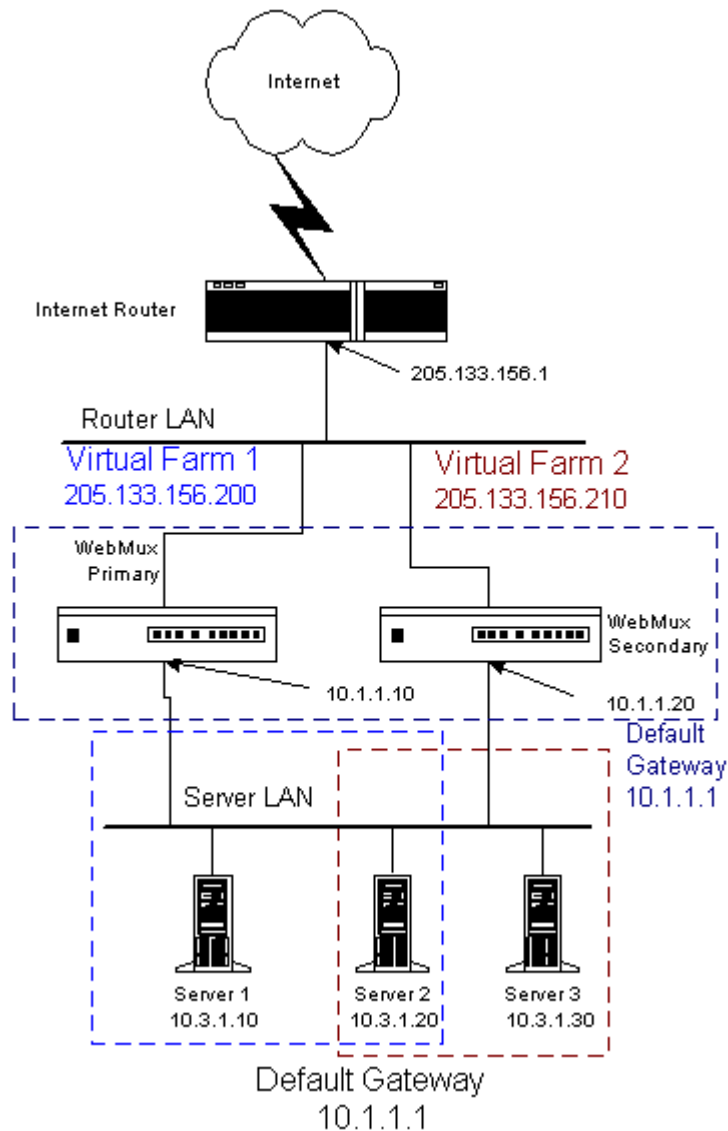 Internet
Internet Router
205.133.156.1
Router LAN
Virtual Farm 1
205.133.156.200
Virtual Farm 2
205.133.156.210
WebMux
Primary
WebMux
Secondary
10.1.1.10
10.1.1.20
Default
Gateway
10.1.1.1
Server LAN
Server 1
10.3.1.10
Server 2
10.3.1.20
Server 3
10.3.1.30
Default Gateway
10.1.1.1